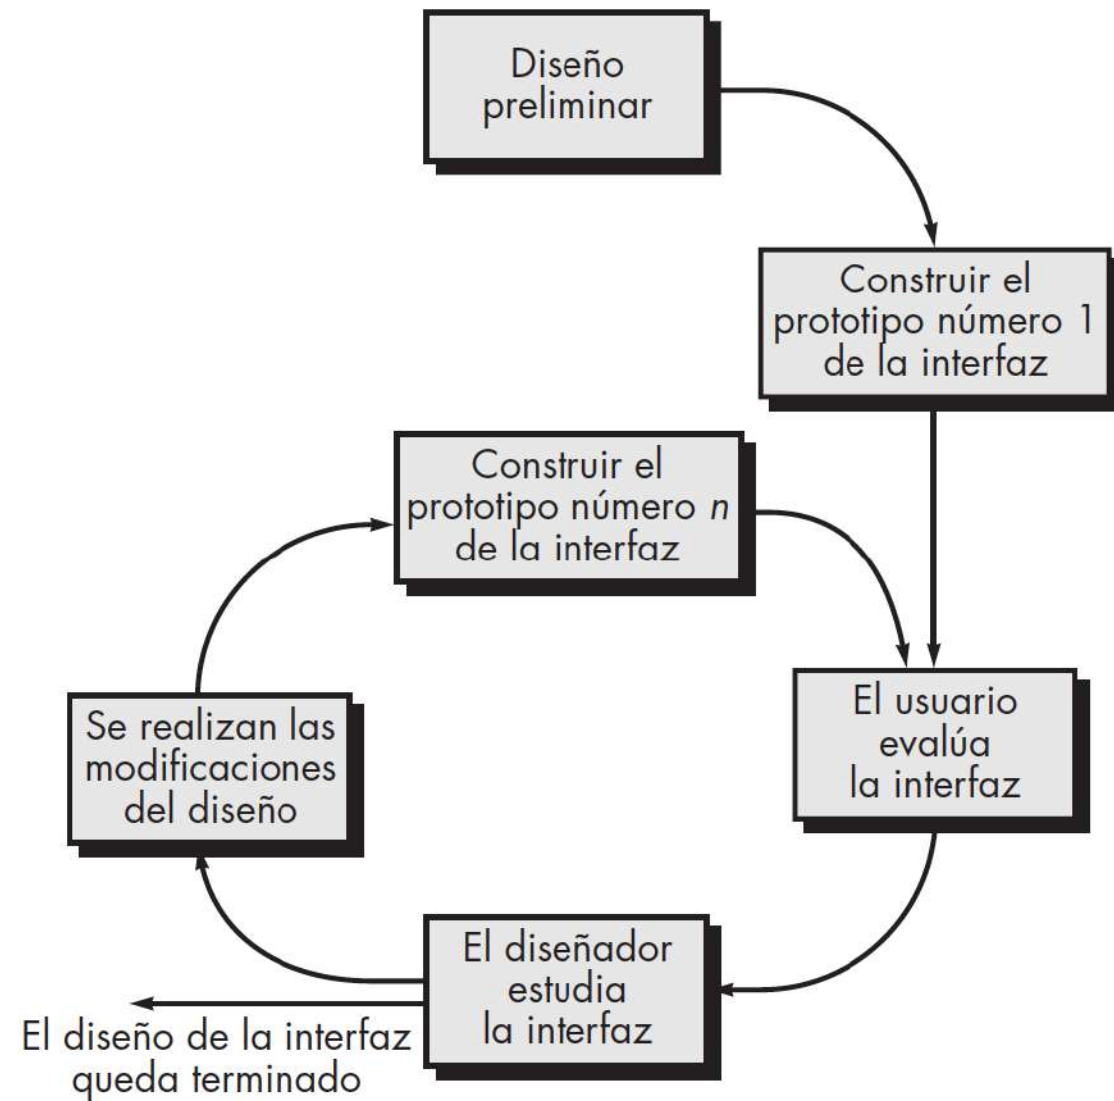 Diseño
preliminar
Construir el
prototipo número 1
de la interfaz
Construir el
prototipo número n
de la interfaz
El usuario
evalúa
la interfaz
Se realizan las
modificaciones
del diseño
El diseñador
estudia
la interfaz
El diseño de la interfaz
queda terminado